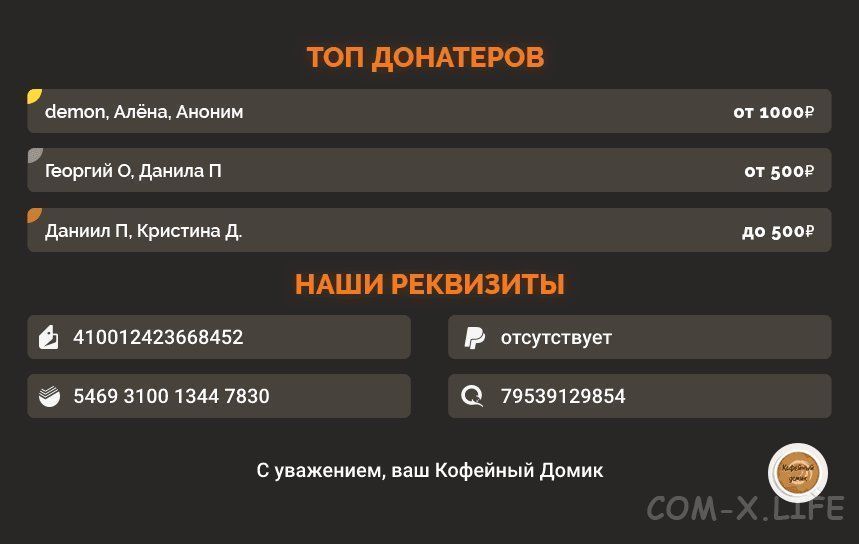 ТОП ДОНАТЕРОВ
demon, Алёна, Аноним от 1000₽
Георгий О, Данила П от 500₽
Даниил П, Кристина Д. до 500₽
НАШИ РЕКВИЗИТЫ
410012423668452 отсутствует
5469 3100 1344 7830 79539129854
С уважением, ваш Кофейный Домик
Кофейный
домик
COM-X.LIFE